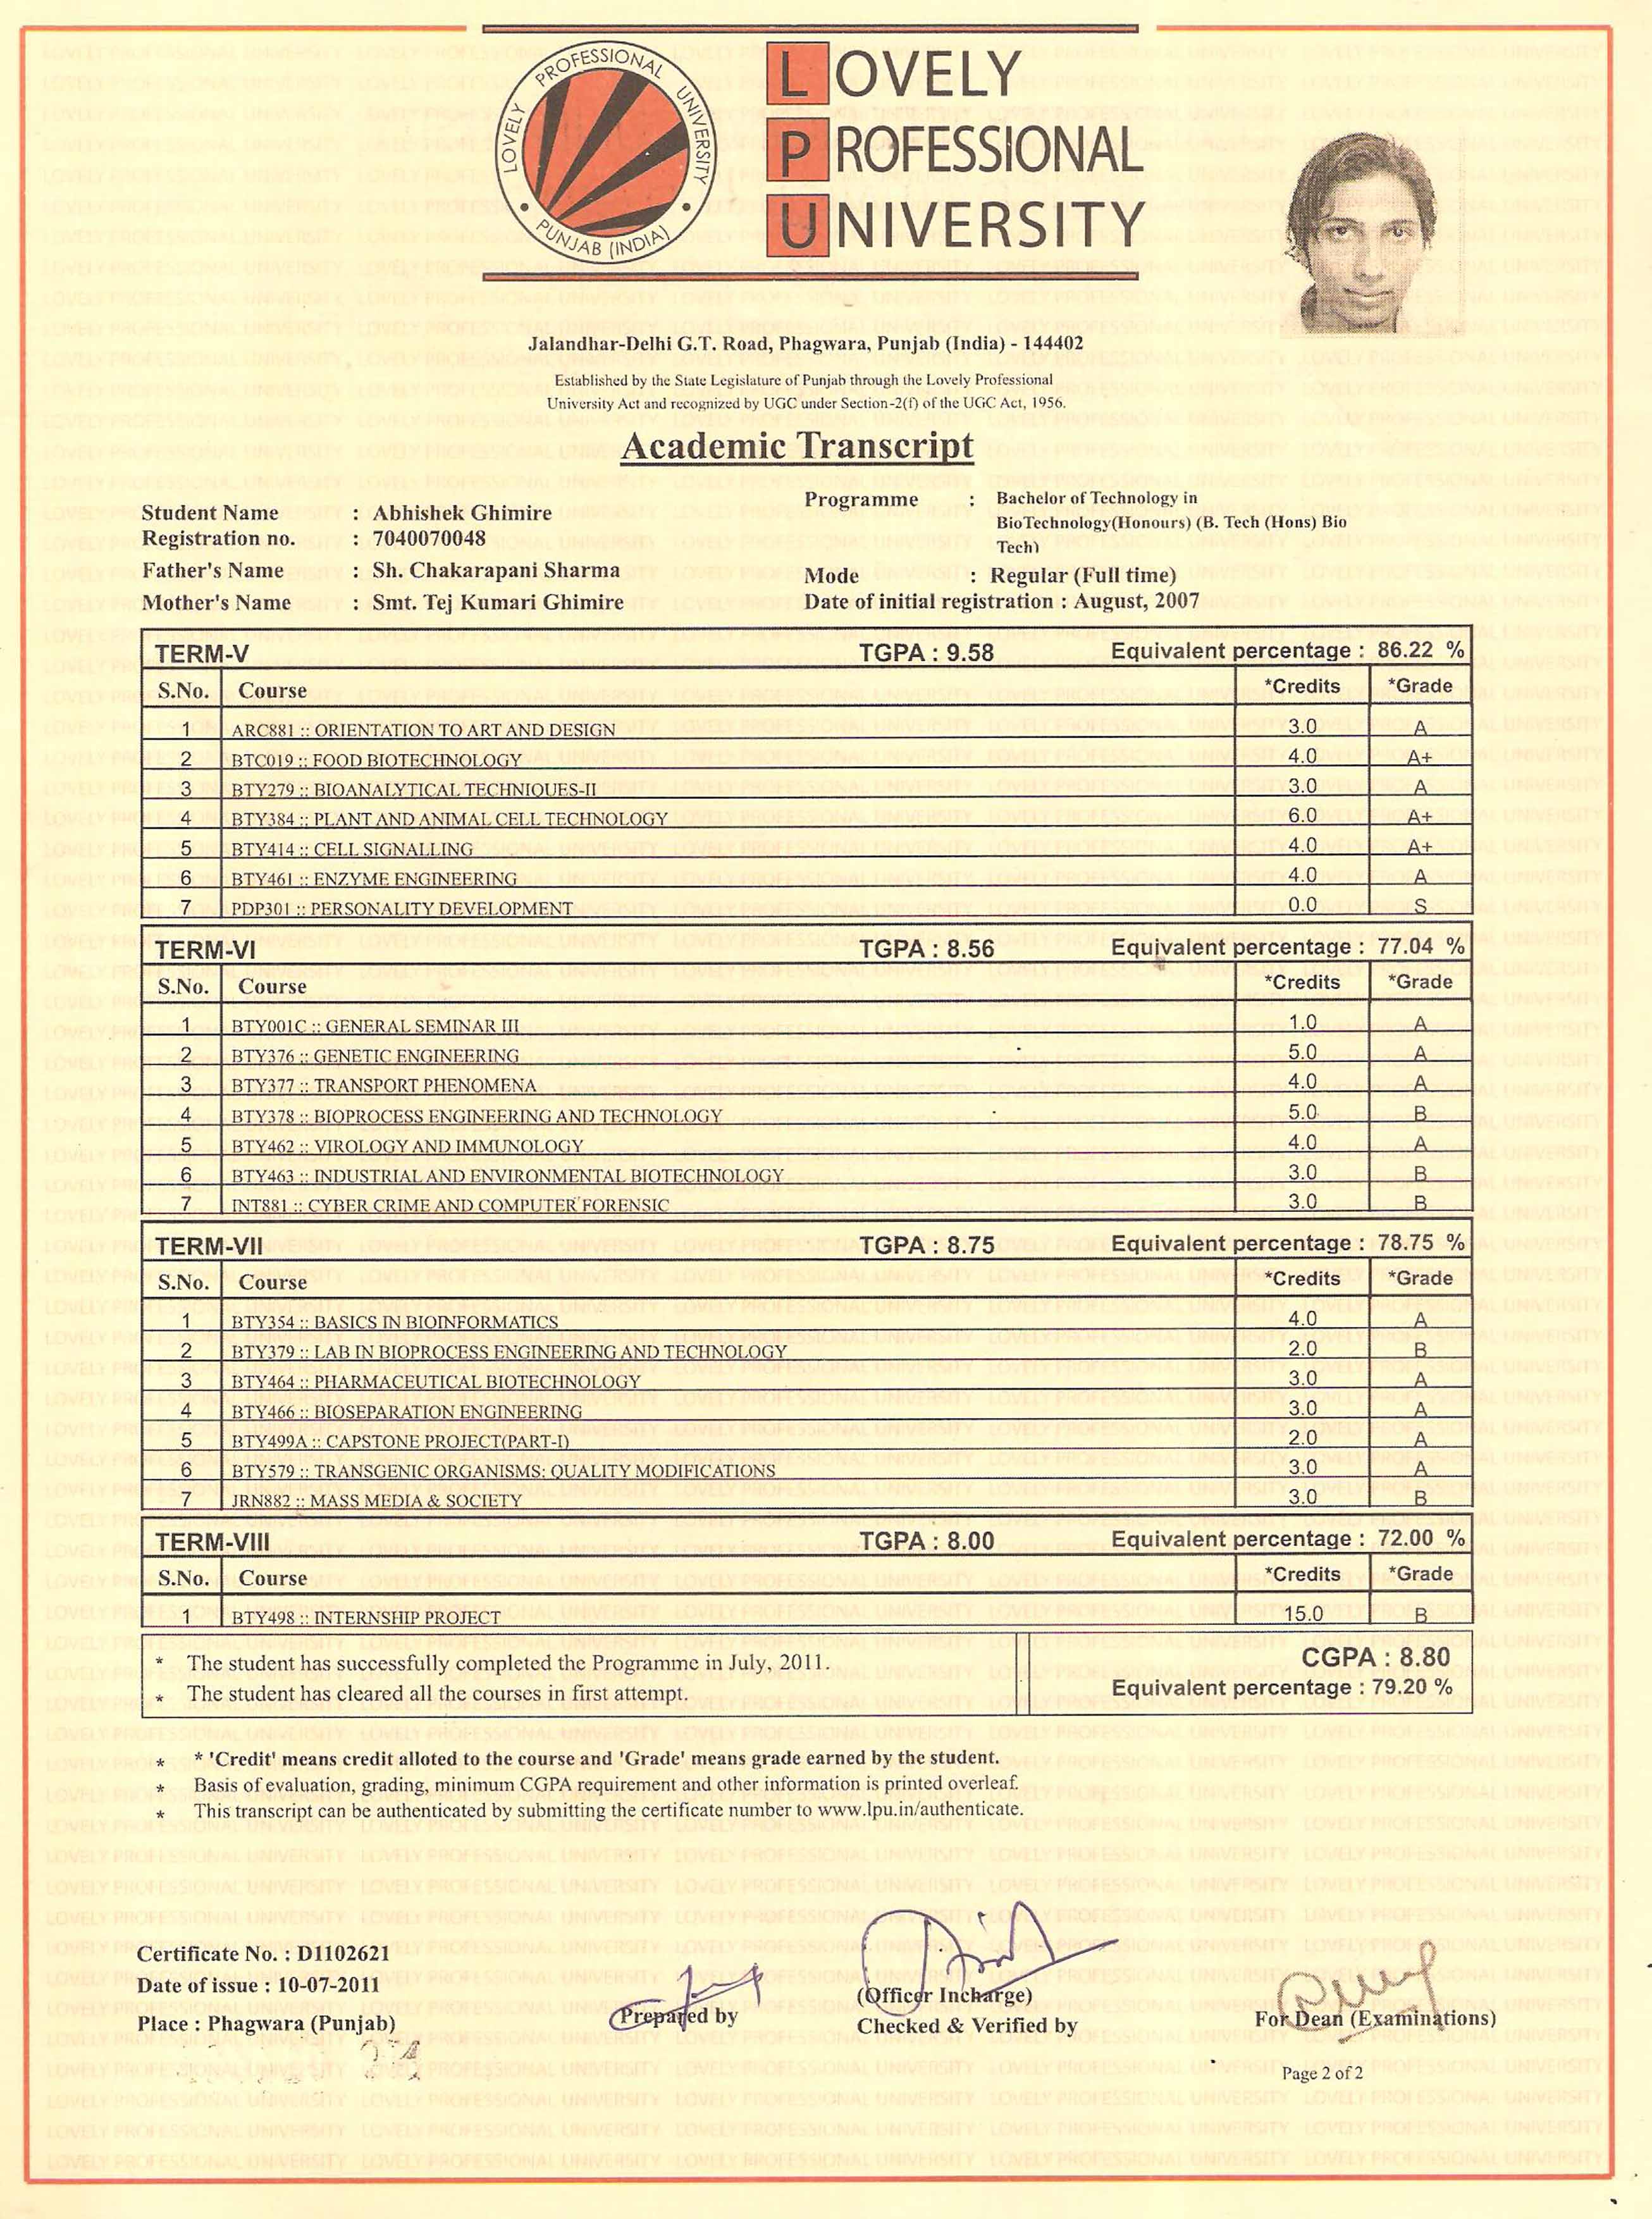 LOVELY PROFESSIONAL UNIVERSITY
PUNJAB (INDIA)
LOVELY
PROFESSIONAL
UNIVERSITY
Jalandhar-Delhi G.T. Road, Phagwara, Punjab (India) - 144402
Established by the State Legislature of Punjab through the Lovely Professional
University Act and recognized by UGC under Section-2(f) of the UGC Act, 1956.
Academic Transcript
Student Name : Abhishek Ghimire
Registration no. : 7040070048
Father's Name : Sh. Chakarapani Sharma
Mother's Name : Smt. Tej Kumari Ghimire
Programme : Bachelor of Technology in
BioTechnology(Honours) (B. Tech (Hons) Bio
Tech)
Mode : Regular (Full time)
Date of initial registration : August, 2007
TERM-V TGPA : 9.58 Equivalent percentage : 86.22 %
S.No. Course *Credits *Grade
1 ARC881 :: ORIENTATION TO ART AND DESIGN 3.0 A
2 BTC019 :: FOOD BIOTECHNOLOGY 4.0 A+
3 BTY279 :: BIOANALYTICAL TECHNIQUES-II 3.0 A
4 BTY384 :: PLANT AND ANIMAL CELL TECHNOLOGY 6.0 A+
5 BTY414 :: CELL SIGNALLING 4.0 A+
6 BTY461 :: ENZYME ENGINEERING 4.0 A
7 PDP301 :: PERSONALITY DEVELOPMENT 0.0 S
TERM-VI TGPA : 8.56 Equivalent percentage : 77.04 %
S.No. Course *Credits *Grade
1 BTY001C :: GENERAL SEMINAR III 1.0 A
2 BTY376 :: GENETIC ENGINEERING 5.0 A
3 BTY377 :: TRANSPORT PHENOMENA 4.0 A
4 BTY378 :: BIOPROCESS ENGINEERING AND TECHNOLOGY 5.0 B
5 BTY462 :: VIROLOGY AND IMMUNOLOGY 4.0 A
6 BTY463 :: INDUSTRIAL AND ENVIRONMENTAL BIOTECHNOLOGY 3.0 B
7 INT881 :: CYBER CRIME AND COMPUTER FORENSIC 3.0 B
TERM-VII TGPA : 8.75 Equivalent percentage : 78.75 %
S.No. Course *Credits *Grade
1 BTY354 :: BASICS IN BIOINFORMATICS 4.0 A
2 BTY379 :: LAB IN BIOPROCESS ENGINEERING AND TECHNOLOGY 2.0 B
3 BTY464 :: PHARMACEUTICAL BIOTECHNOLOGY 3.0 A
4 BTY466 :: BIOSEPARATION ENGINEERING 3.0 A
5 BTY499A :: CAPSTONE PROJECT(PART-I) 2.0 A
6 BTY579 :: TRANSGENIC ORGANISMS: QUALITY MODIFICATIONS 3.0 A
7 JRN882 :: MASS MEDIA & SOCIETY 3.0 B
TERM-VIII TGPA : 8.00 Equivalent percentage : 72.00 %
S.No. Course *Credits *Grade
1 BTY498 :: INTERNSHIP PROJECT 15.0 B
* The student has successfully completed the Programme in July, 2011.
* The student has cleared all the courses in first attempt.
CGPA : 8.80
Equivalent percentage : 79.20 %
* * 'Credit' means credit alloted to the course and 'Grade' means grade earned by the student.
* Basis of evaluation, grading, minimum CGPA requirement and other information is printed overleaf.
* This transcript can be authenticated by submitting the certificate number to www.lpu.in/authenticate.
Certificate No. : D1102621
Date of issue : 10-07-2011
Place : Phagwara (Punjab)
Prepared by
(Officer Incharge)
Checked & Verified by
For Dean (Examinations)
Page 2 of 2